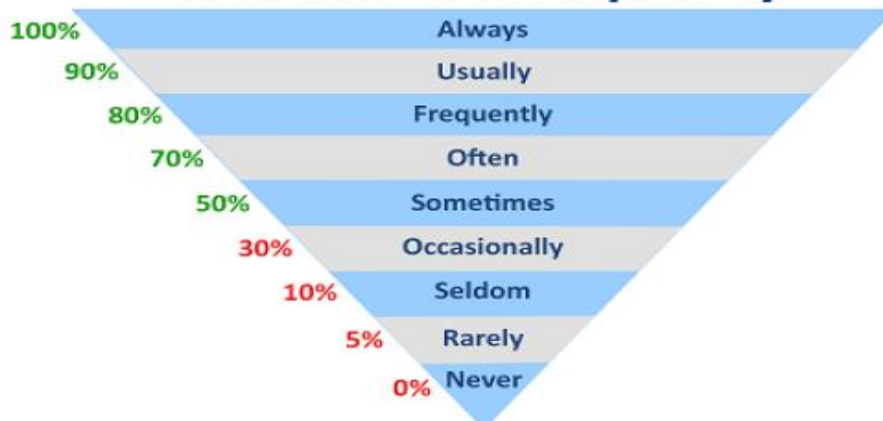 100% Always
90% Usually
80% Frequently
70% Often
50% Sometimes
30% Occasionally
10% Seldom
5% Rarely
0% Never